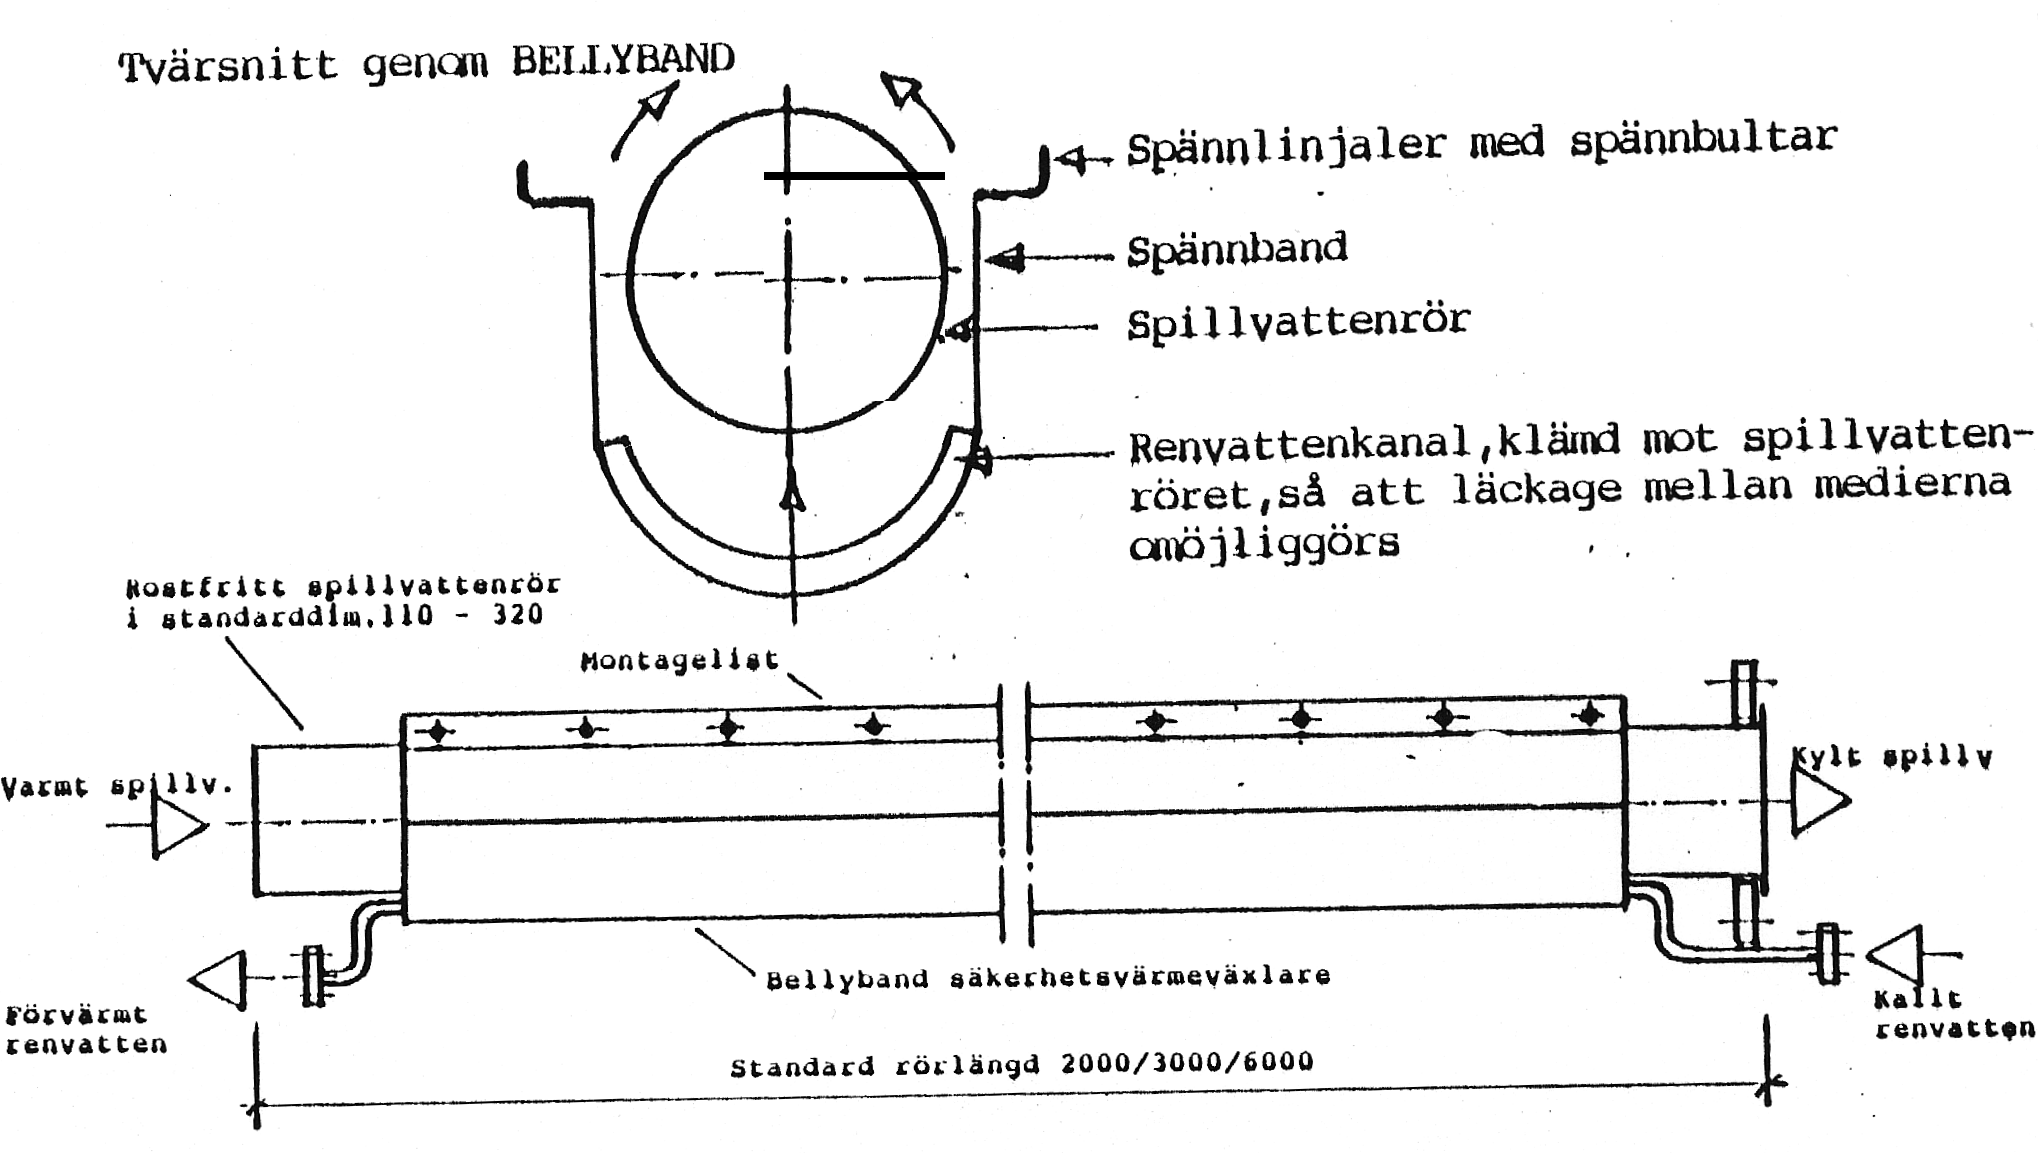 Tvärsnitt genom BELLYBAND
Spännlinjaler med spännbultar
Spännband
Spillvattenrör
Renvattenkanal,klämd mot spillvatten-
röret,så att läckage mellan medierna
omöjliggörs
Rostfritt spillvattenrör
i standarddim.110 - 320
Montagelist
Varmt spillv.
Kylt spillv
Bellyband säkerhetsvärmeväxlare
Förvärmt
renvatten
Kallt
renvatten
Standard rörlängd 2000/3000/6000